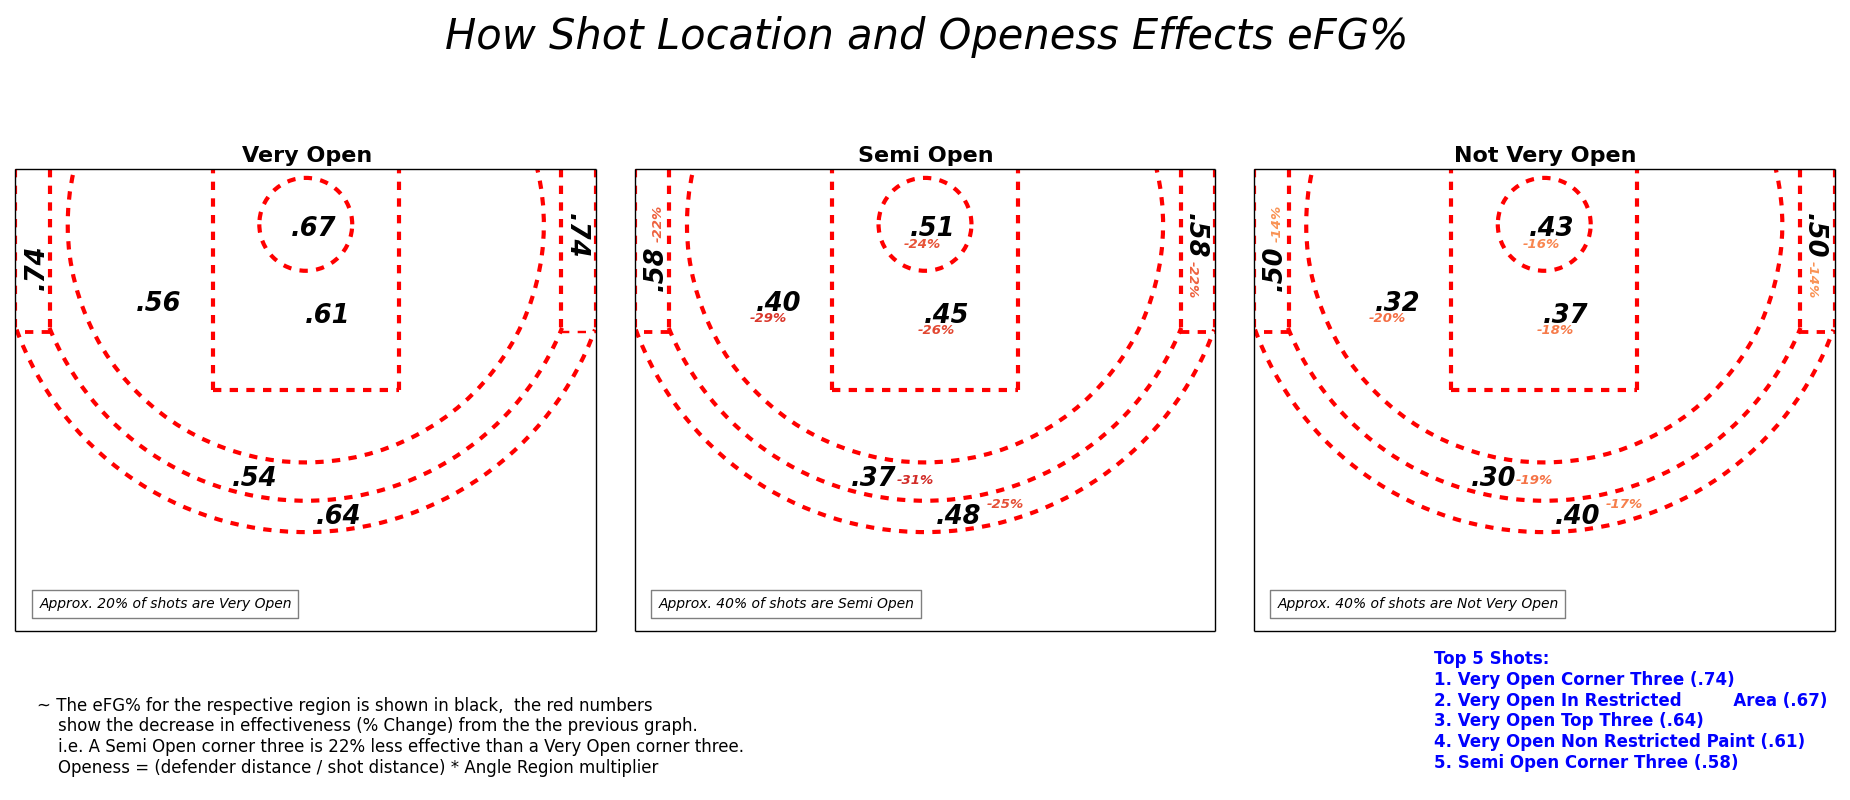 How Shot Location and Openess Effects eFG%
Very Open
.74
.67
.74
.56
.61
.54
.64
Approx. 20% of shots are Very Open
Semi Open
-22%
.58
.51
-24%
.58
-22%
.40
-29%
.45
-26%
.37
-31%
-25%
.48
Approx. 40% of shots are Semi Open
Not Very Open
-14%
.50
.43
-16%
.50
-14%
.32
-20%
.37
-18%
.30
-19%
-17%
.40
Approx. 40% of shots are Not Very Open
~ The eFG% for the respective region is shown in black,  the red numbers
show the decrease in effectiveness (% Change) from the the previous graph.
i.e. A Semi Open corner three is 22% less effective than a Very Open corner three.
Openess = (defender distance / shot distance) * Angle Region multiplier
Top 5 Shots:
1. Very Open Corner Three (.74)
2. Very Open In Restricted Area (.67)
3. Very Open Top Three (.64)
4. Very Open Non Restricted Paint (.61)
5. Semi Open Corner Three (.58)